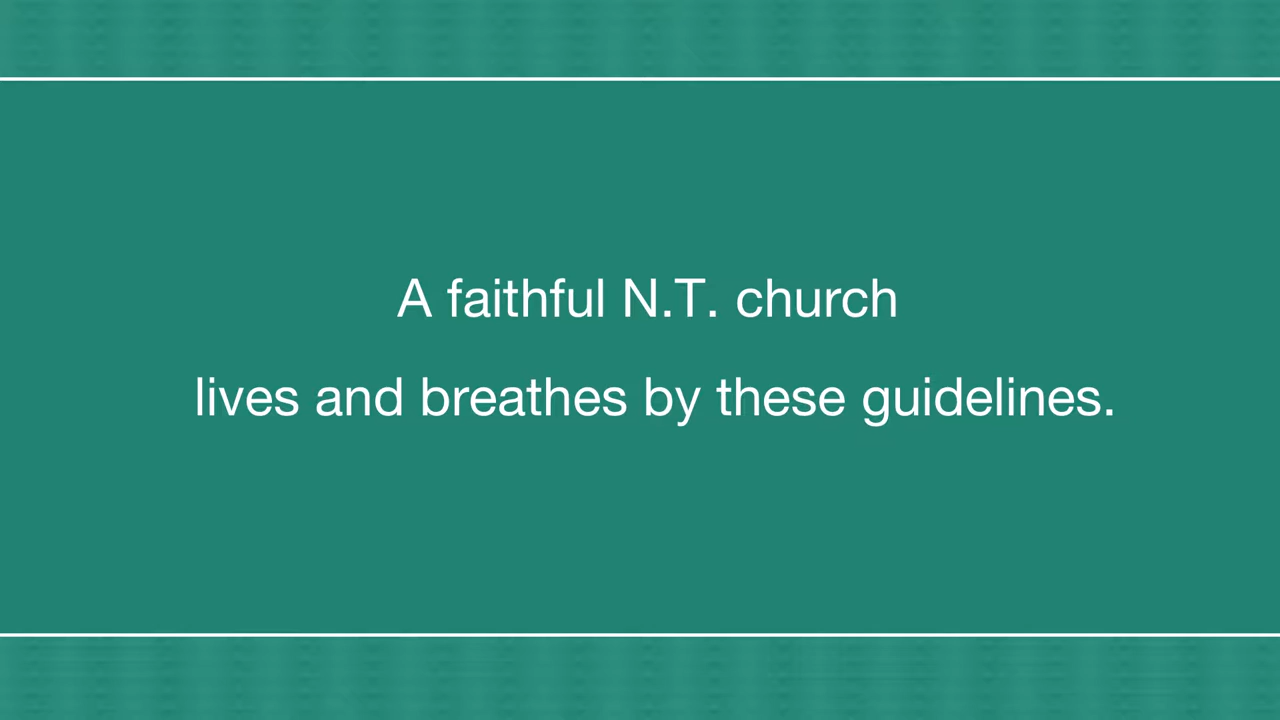 A faithful N.T. church
lives and breathes by these guidelines.